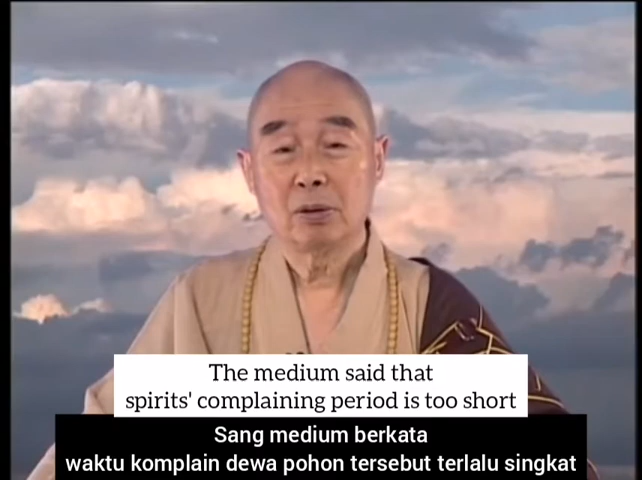 The medium said that
spirits' complaining period is too short
Sang medium berkata
waktu komplain dewa pohon tersebut terlalu singkat